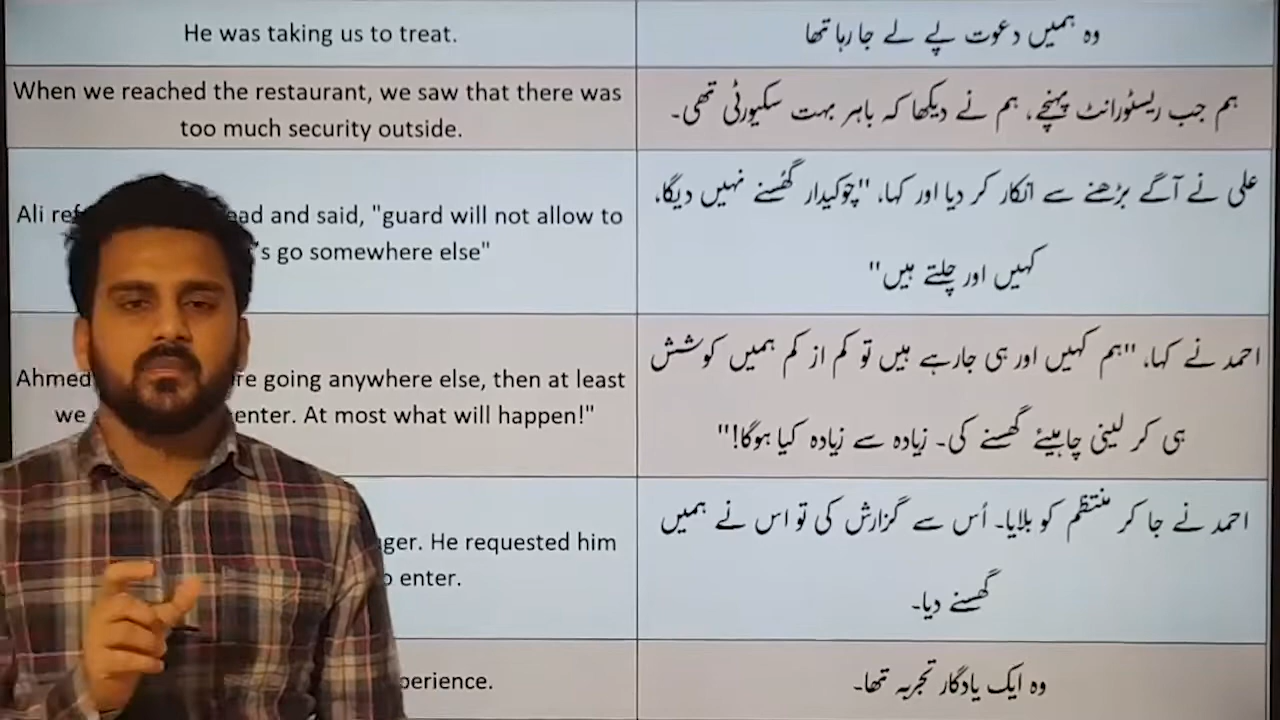 He was taking us to treat.
وہ ہمیں دعوت پے لے جا رہا تھا
When we reached the restaurant, we saw that there was
too much security outside.
ہم جب ریسٹورانٹ پہنچے، ہم نے دیکھا کہ باہر بہت سکیورٹی تھی۔
Ali ead and said, "guard will not allow to
's go somewhere else"
علی نے آگے بڑھنے سے انکار کر دیا اور کہا، "چوکیدار گھُسنے نہیں دیگا،
کہیں اور چلتے ہیں"
Ahmed re going anywhere else, then at least
we enter. At most what will happen!"
احمد نے کہا، "ہم کہیں اور ہی جارہے ہیں تو کم از کم ہمیں کوشش
ہی کر لینی چاہیئے گھسنے کی۔ زیادہ سے زیادہ کیا ہوگا!"
ger. He requested him
enter.
احمد نے جا کر منتظم کو بلایا۔ اُس سے گزارش کی تو اس نے ہمیں
گھسنے دیا۔
perience.
وہ ایک یادگار تجربہ تھا۔